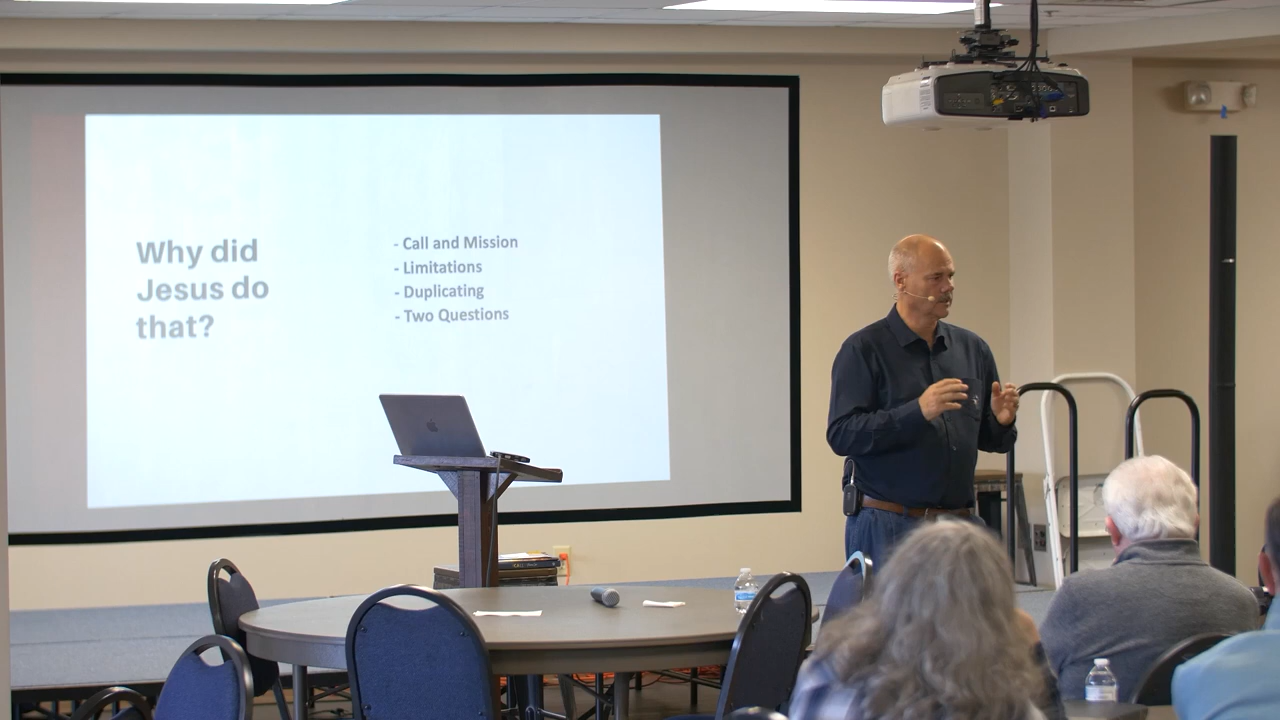 Why did
Jesus do
that?
- Call and Mission
- Limitations
- Duplicating
- Two Questions